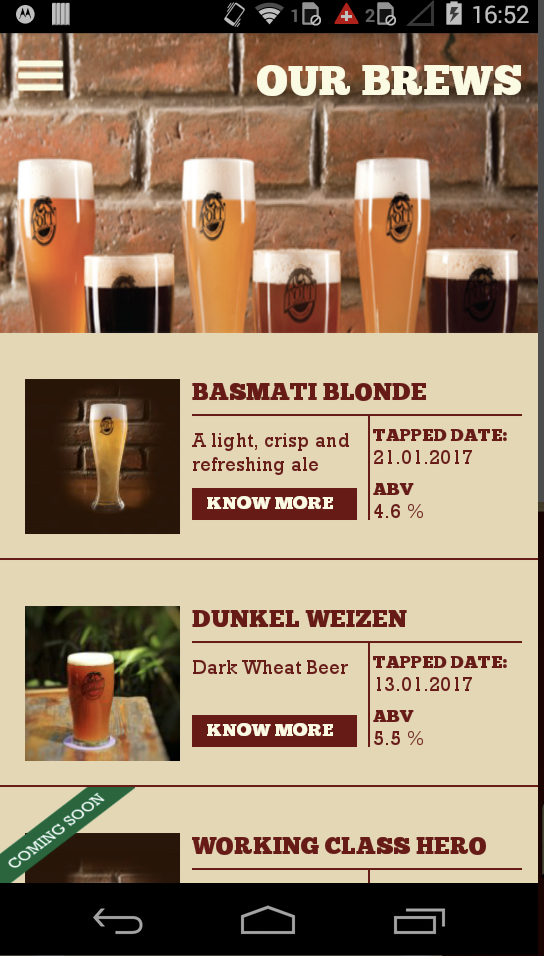 1
2
16:52
OUR BREWS
BASMATI BLONDE
A light, crisp and
refreshing ale
KNOW MORE
TAPPED DATE:
21.01.2017
ABV
4.6 %
DUNKEL WEIZEN
Dark Wheat Beer
KNOW MORE
TAPPED DATE:
13.01.2017
ABV
5.5 %
COMING SOON
WORKING CLASS HERO